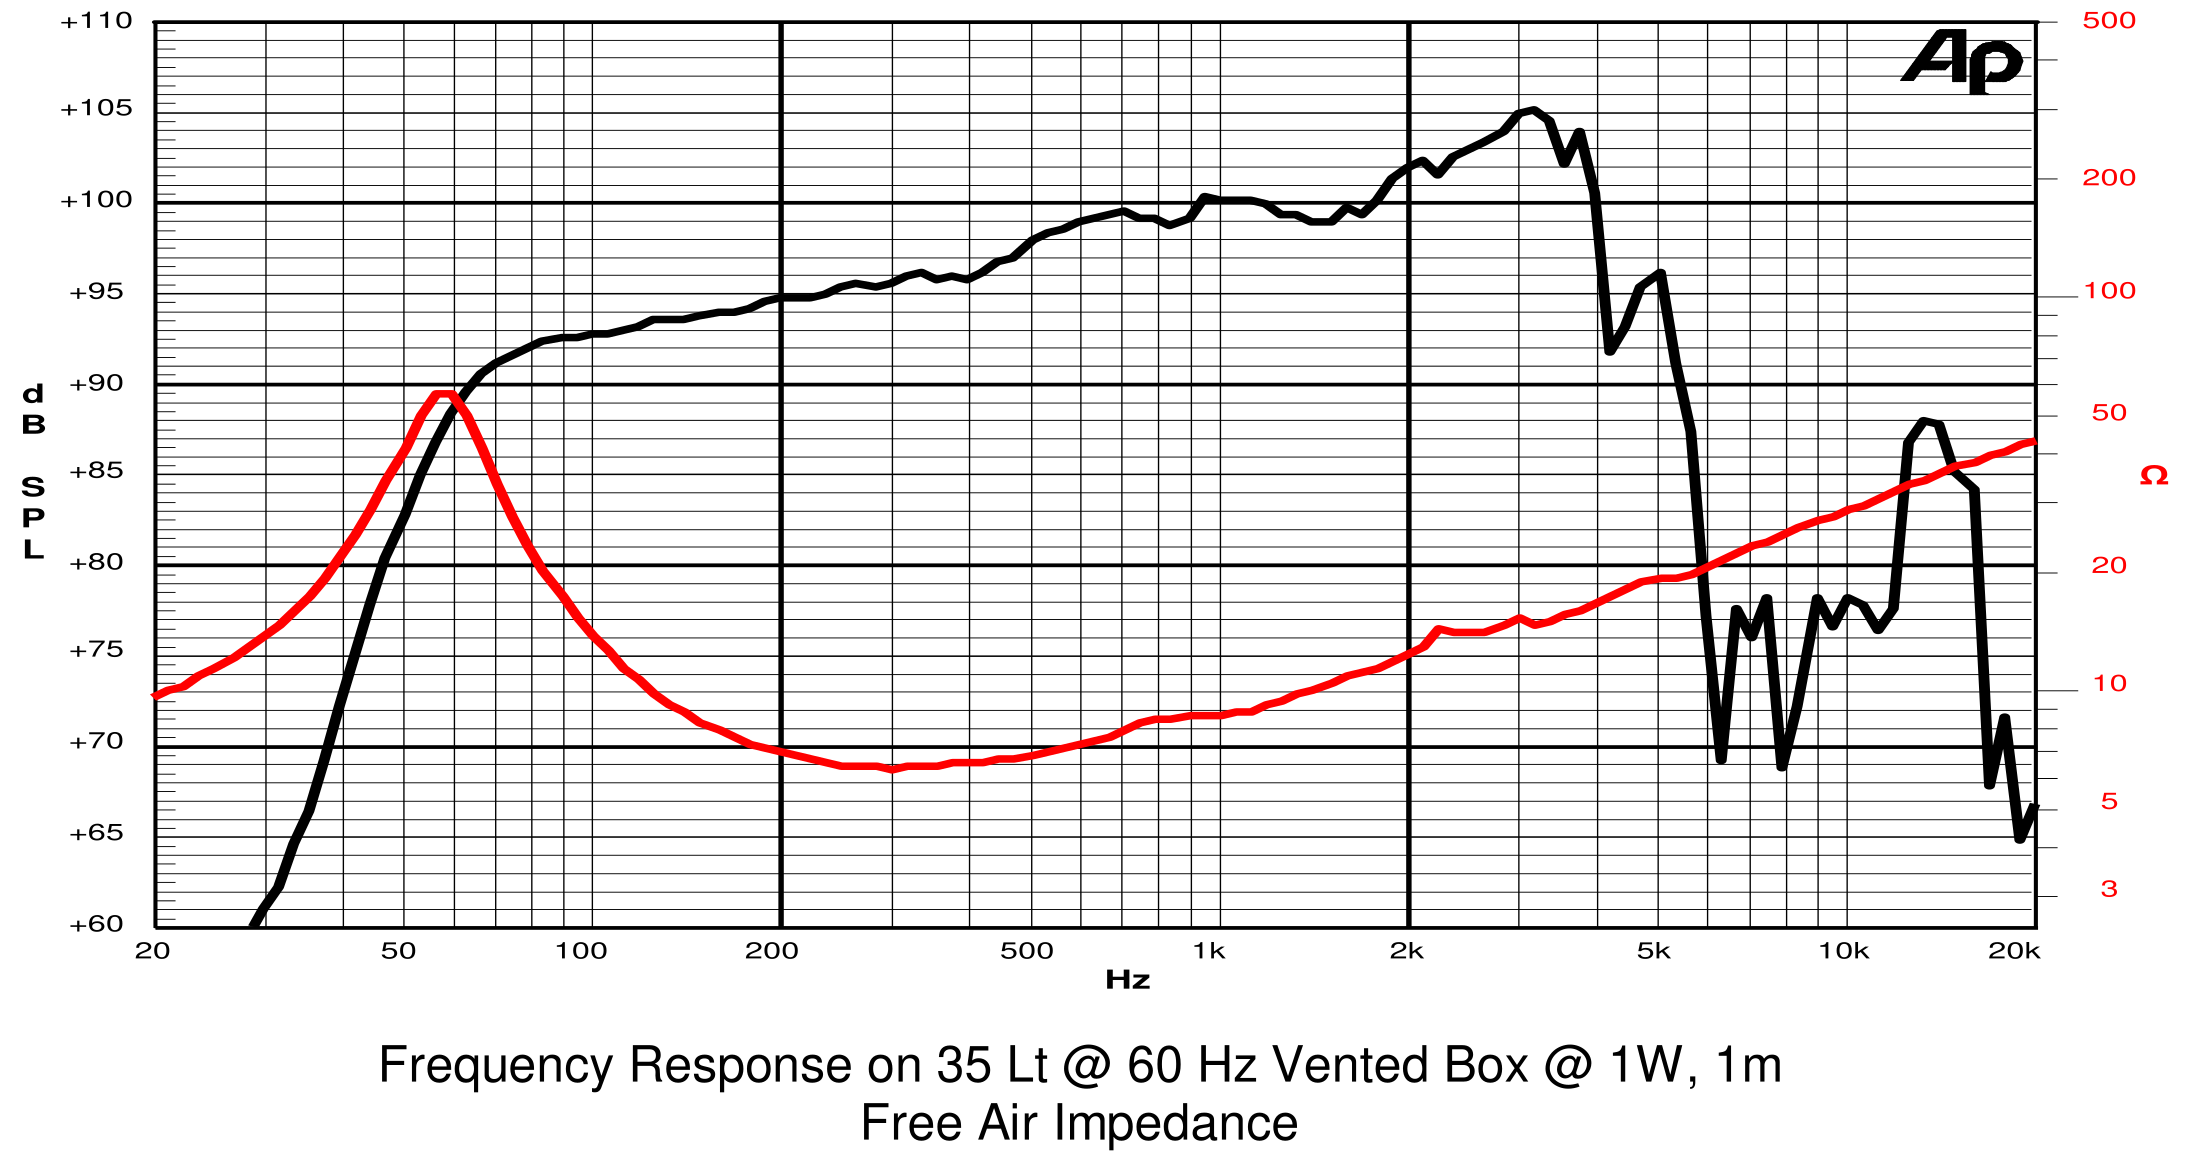 Ap
+110
+105
+100
+95
+90
+85
+80
+75
+70
+65
+60
dB SPL
500
200
100
50
20
10
5
3
Ω
20 50 100 200 500 1k 2k 5k 10k 20k
Hz
Frequency Response on 35 Lt @ 60 Hz Vented Box @ 1W, 1m
Free Air Impedance